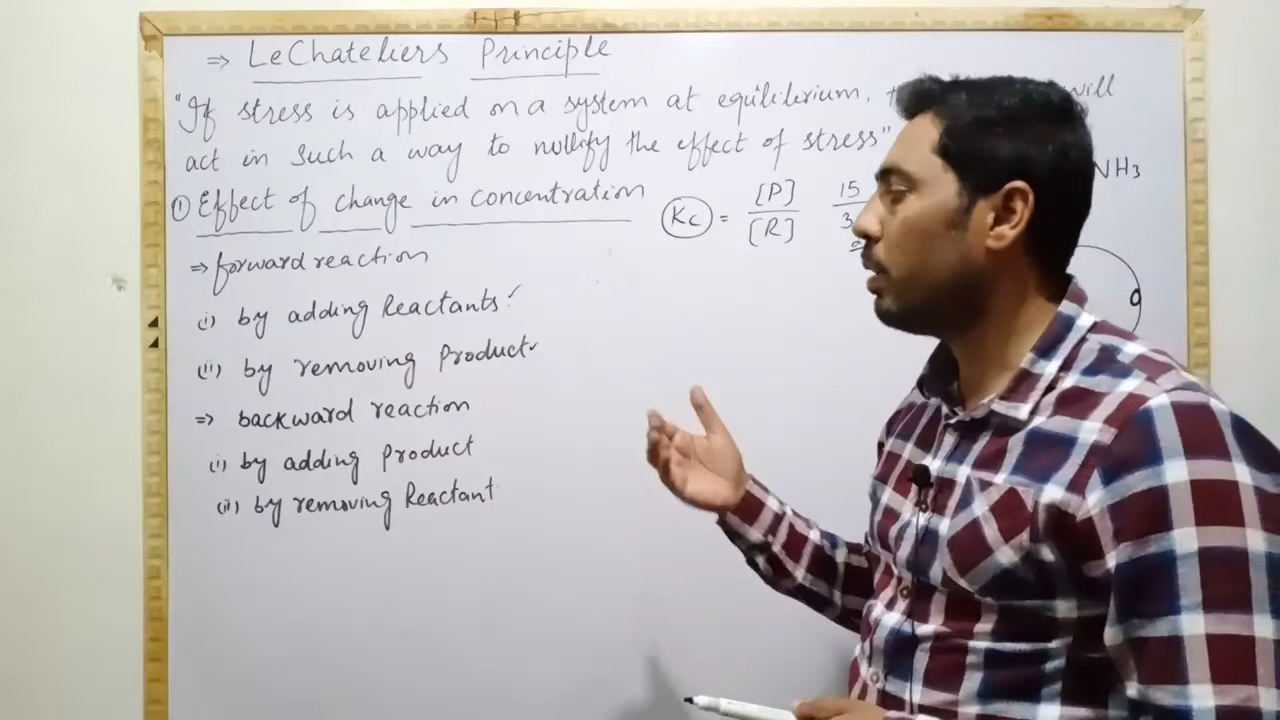 ⇒ LeChateliers Principle
"If stress is applied on a system at equilibrium, will
act in such a way to nullify the effect of stress"
① Effect of change in concentration
Kc = [P] / [R] 15 / 3
NH3
⇒ forward reaction
(i) by adding Reactants ✓
(ii) by removing Product ✓
⇒ backward reaction
(i) by adding Product
(ii) by removing Reactant